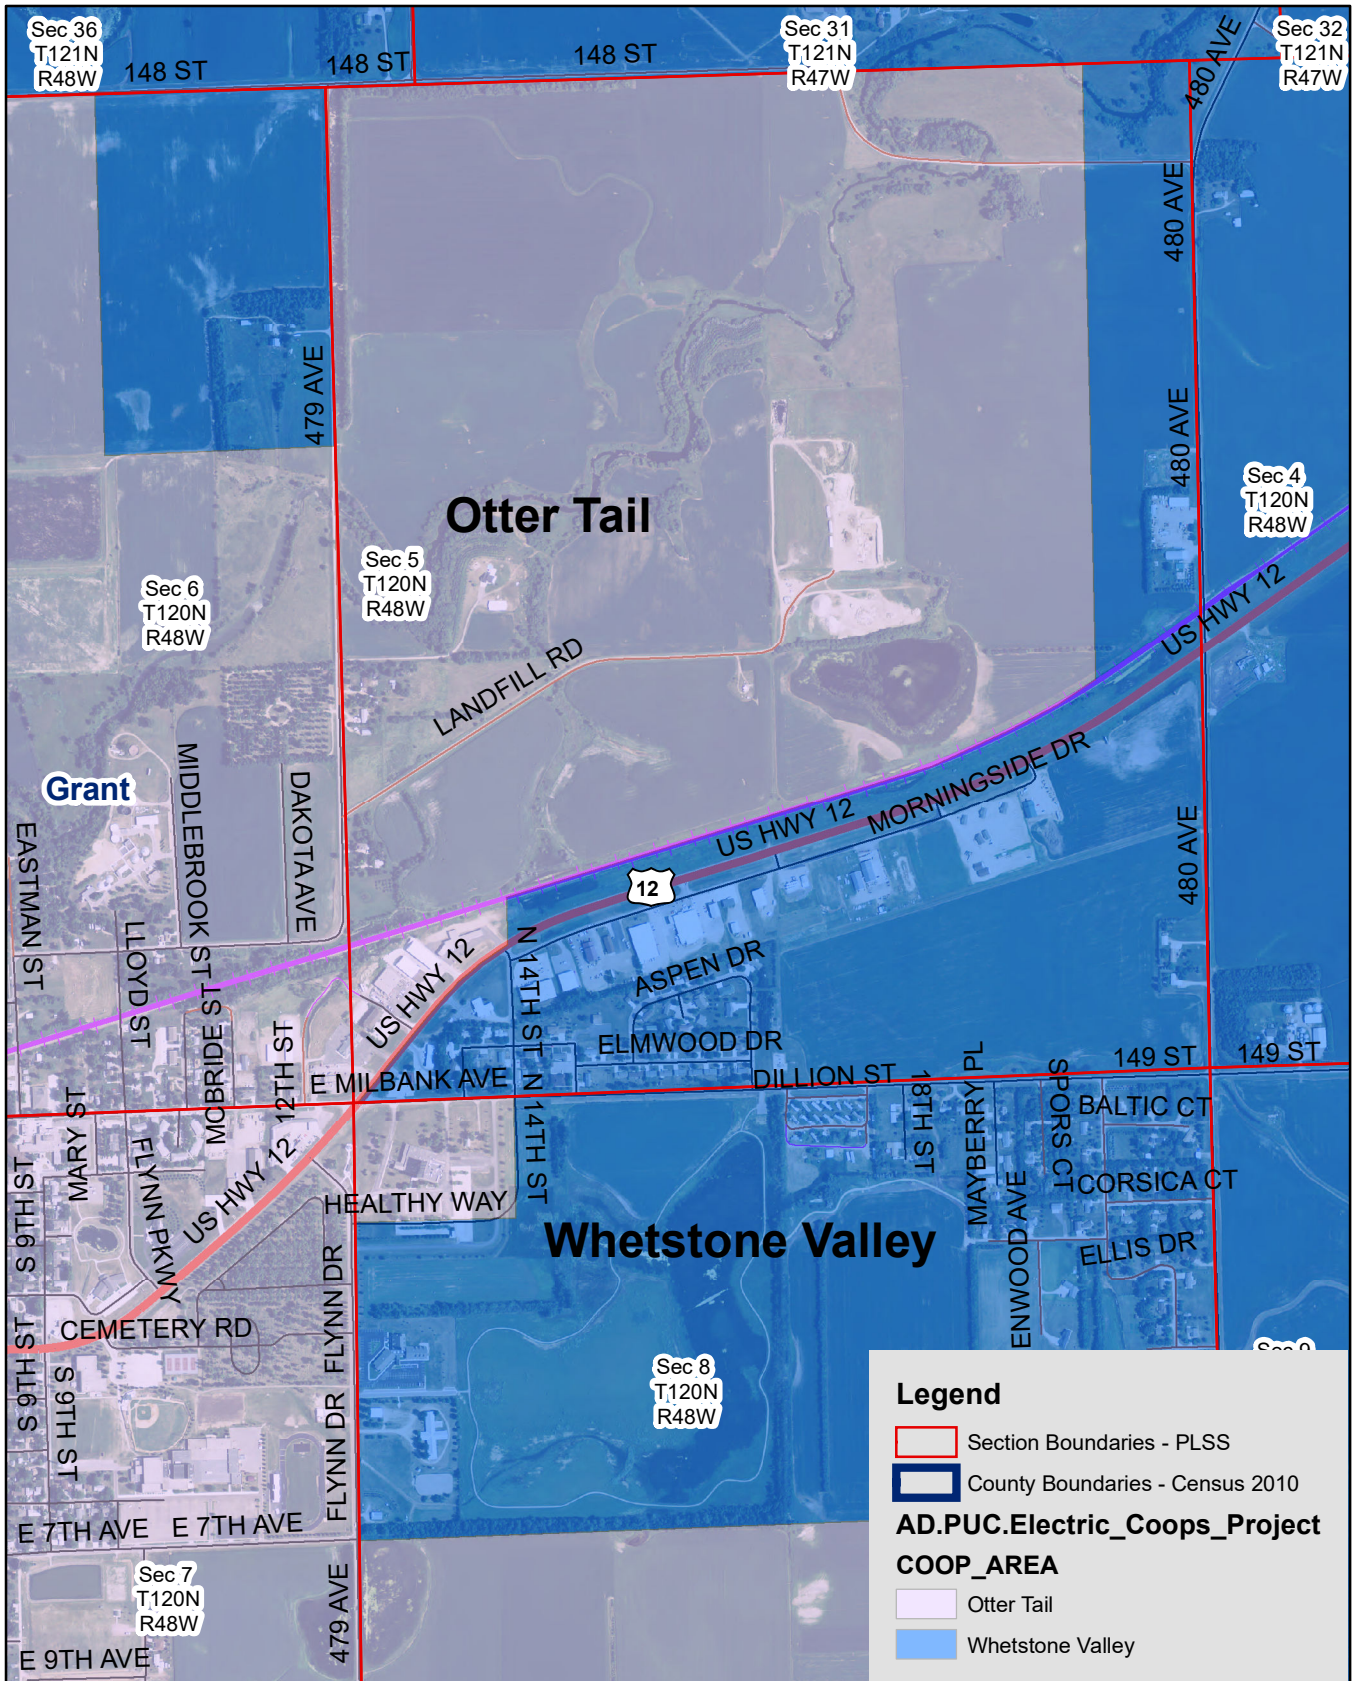 Sec 36
T121N
R48W
148 ST
148 ST
148 ST
Sec 31
T121N
R47W
480 AVE
Sec 32
T121N
R47W
480 AVE
479 AVE
480 AVE
Sec 4
T120N
R48W
Otter Tail
Sec 5
T120N
R48W
Sec 6
T120N
R48W
US HWY 12
LANDFILL RD
Grant
MIDDLEBROOK ST
DAKOTA AVE
MORNINGSIDE DR
US HWY 12
480 AVE
EASTMAN ST
12
LLOYD ST
MCBRIDE ST
12TH ST
US HWY 12
N 14TH ST
ASPEN DR
ELMWOOD DR
E MILBANK AVE
DILLION ST
149 ST
149 ST
MARY ST
FLYNN PKWY
US HWY 12
N 14TH ST
18TH ST
MAYBERRY PL
SPORS CT
BALTIC CT
CORSICA CT
HEALTHY WAY
S 9TH ST
Whetstone Valley
ENWOOD AVE
ELLIS DR
FLYNN DR
CEMETERY RD
S 9TH ST
S 9TH ST
Sec 8
T120N
R48W
Sec 9
FLYNN DR
E 7TH AVE
E 7TH AVE
Sec 7
T120N
R48W
479 AVE
E 9TH AVE
Legend
Section Boundaries - PLSS
County Boundaries - Census 2010
AD.PUC.Electric_Coops_Project
COOP_AREA
Otter Tail
Whetstone Valley